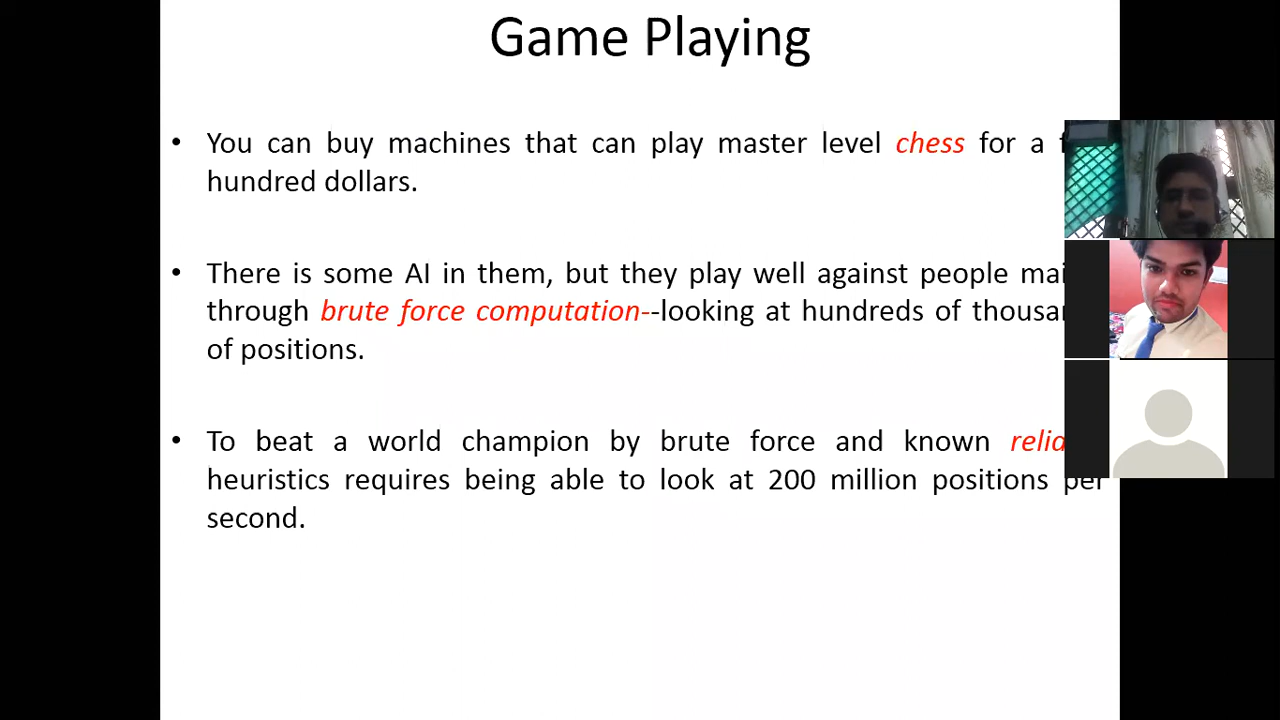 Game Playing
• You can buy machines that can play master level chess for a
hundred dollars.
• There is some AI in them, but they play well against people
through brute force computation--looking at hundreds of
of positions.
• To beat a world champion by brute force and known
heuristics requires being able to look at 200 million positions per
second.